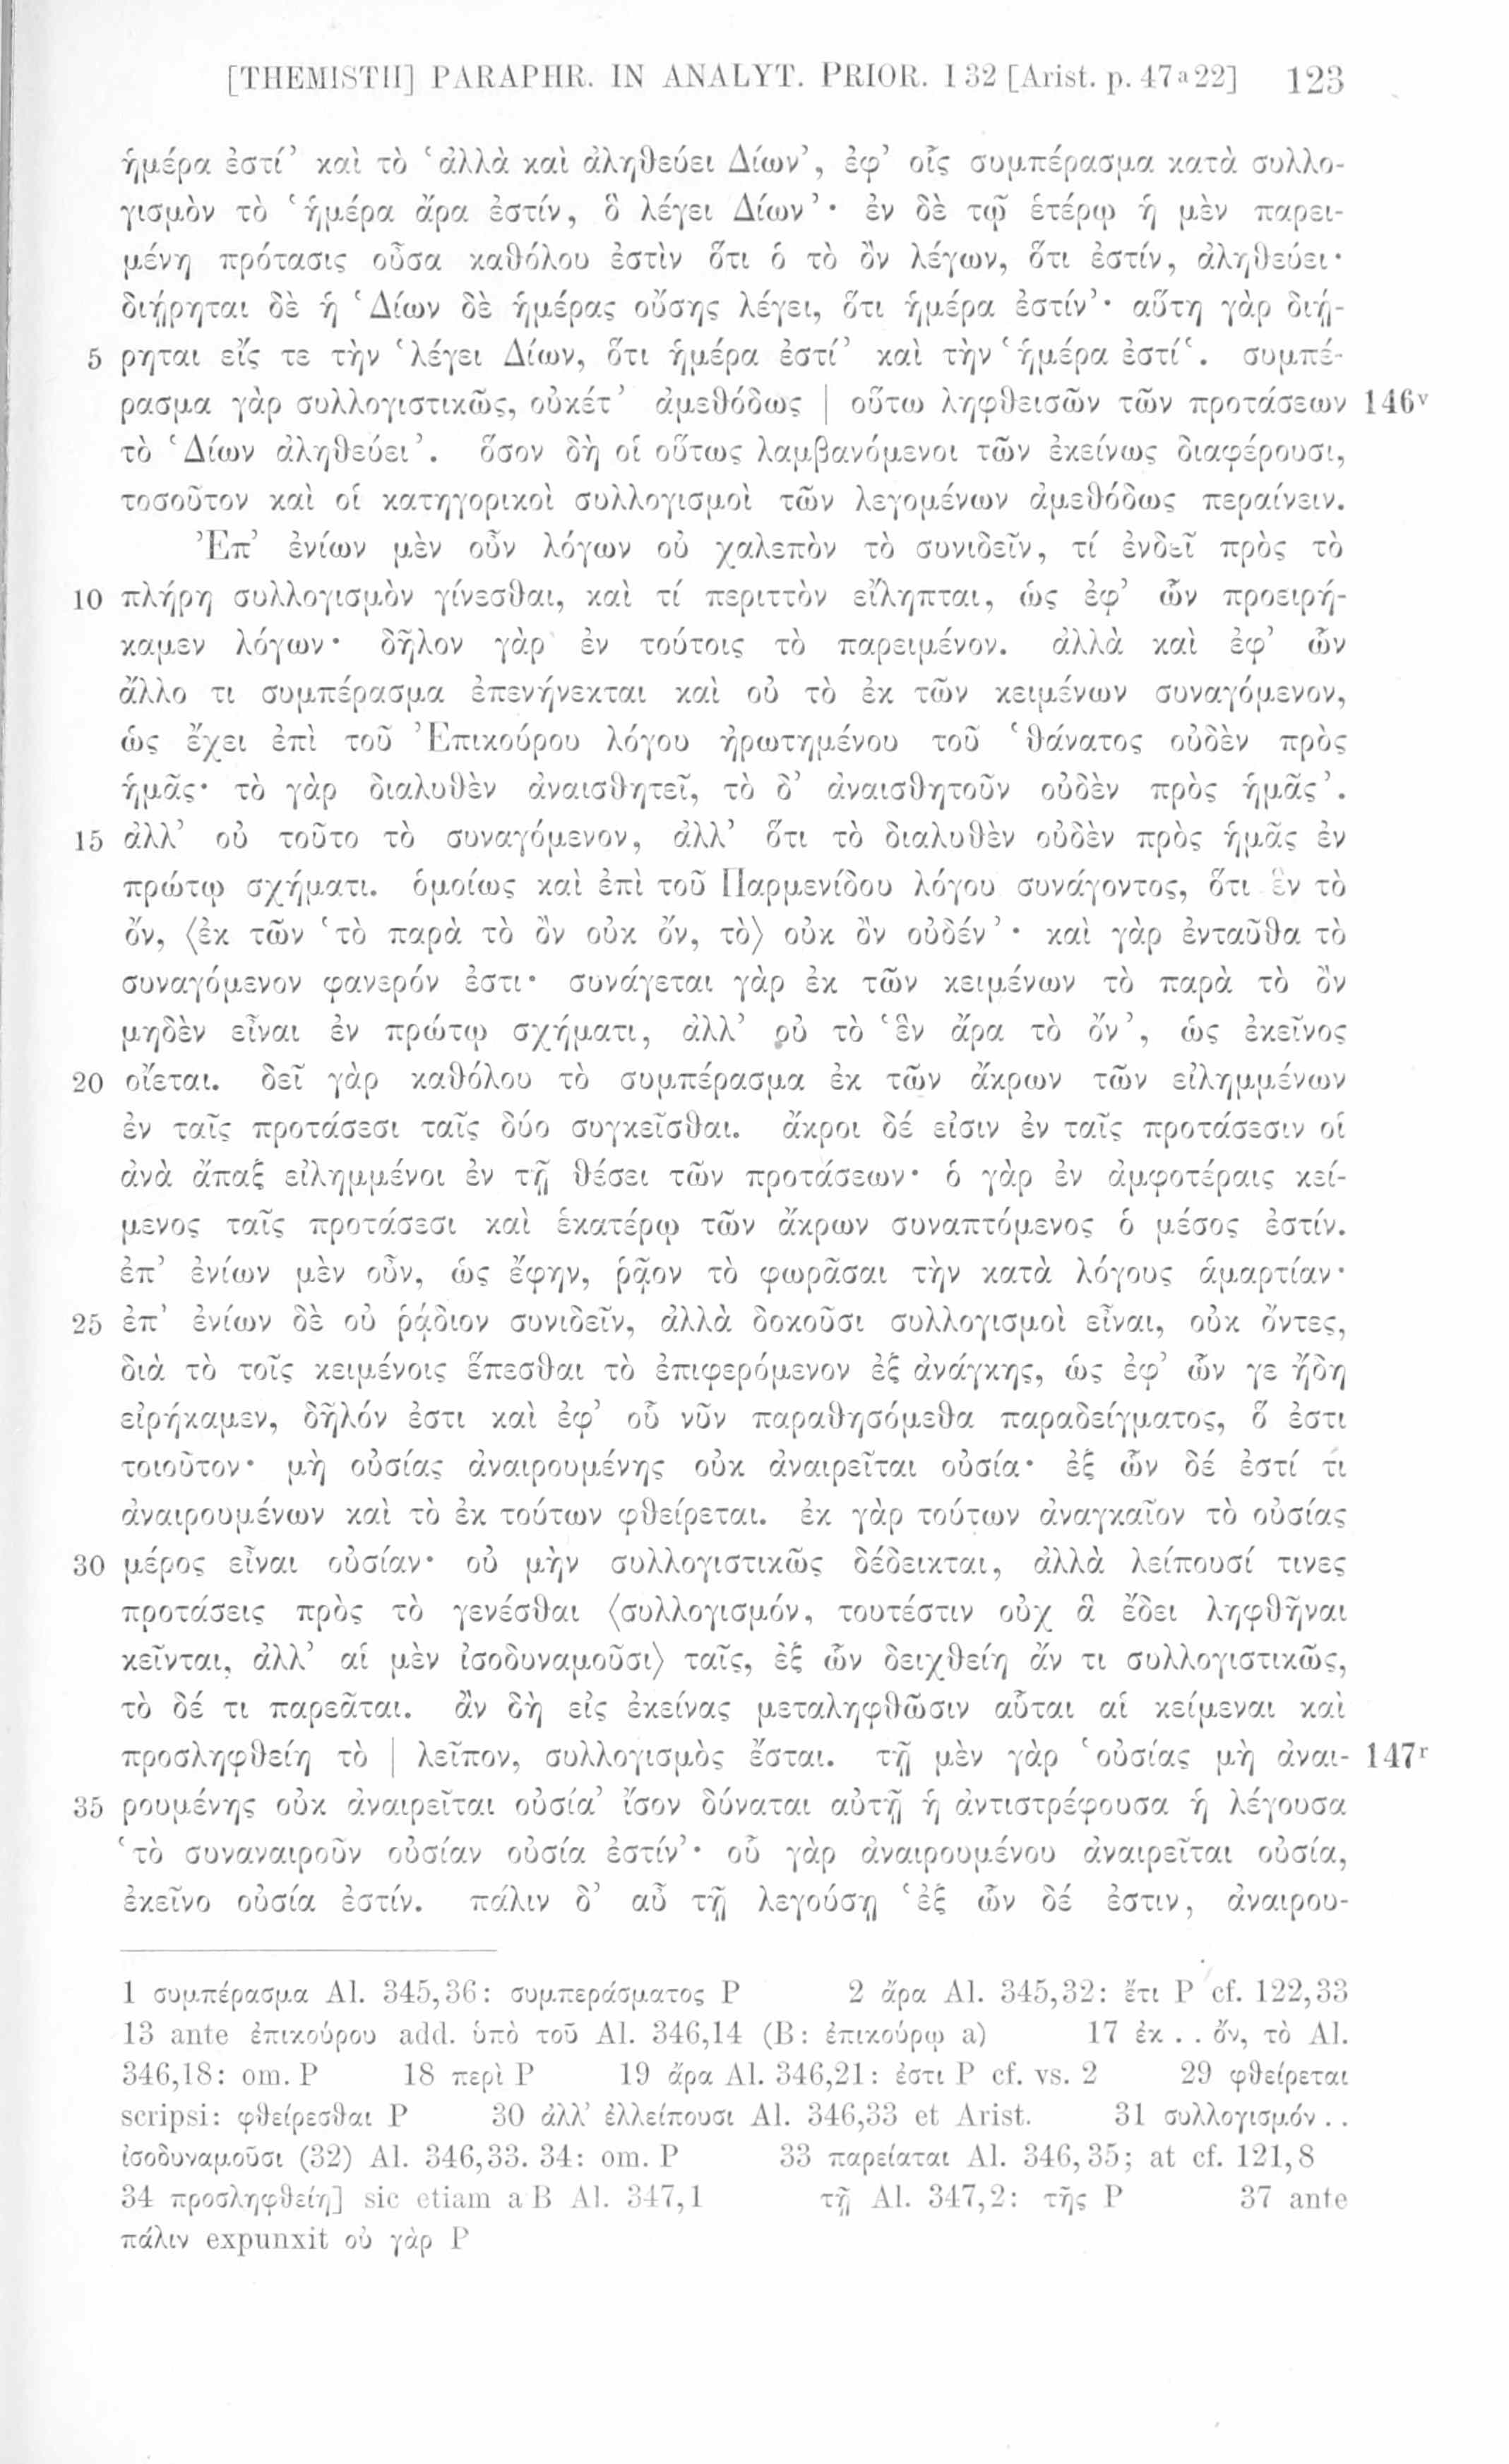 [THEMISTII] PARAPHR. IN ANALYT. PRIOR. I 32 [Arist. p. 47a22] 123
ἡμέρα ἐστί’ καὶ τὸ ‘ἀλλὰ καὶ ἀληθεύει Δίων’, ἐφ’ οἷς συμπέρασμα κατὰ συλλο-
γισμὸν τὸ ‘ἡμέρα ἄρα ἐστίν, ὃ λέγει Δίων’· ἐν δὲ τῷ ἑτέρῳ ἡ μὲν παρει-
μένη πρότασις οὖσα καθόλου ἐστὶν ὅτι ὁ τὸ ὂν λέγων, ὅτι ἐστίν, ἀληθεύει·
διῄρηται δὲ ἡ ‘Δίων δὲ ἡμέρας οὔσης λέγει, ὅτι ἡμέρα ἐστίν’· αὕτη γὰρ διῄ-
5 ρηται εἴς τε τὴν ‘λέγει Δίων, ὅτι ἡμέρα ἐστί’ καὶ τὴν ‘ἡμέρα ἐστί‘. συμπέ-
ρασμα γὰρ συλλογιστικῶς, οὐκέτ’ ἀμεθόδως | οὕτω ληφθεισῶν τῶν προτάσεων 146v
τὸ ‘Δίων ἀληθεύει’. ὅσον δὴ οἱ οὕτως λαμβανόμενοι τῶν ἐκείνως διαφέρουσι,
τοσοῦτον καὶ οἱ κατηγορικοὶ συλλογισμοὶ τῶν λεγομένων ἀμεθόδως περαίνειν.
Ἐπ’ ἐνίων μὲν οὖν λόγων οὐ χαλεπὸν τὸ συνιδεῖν, τί ἐνδεῖ πρὸς τὸ
10 πλήρη συλλογισμὸν γίνεσθαι, καὶ τί περιττὸν εἴληπται, ὡς ἐφ’ ὧν προειρή-
καμεν λόγων· δῆλον γὰρ ἐν τούτοις τὸ παρειμένον. ἀλλὰ καὶ ἐφ’ ὧν
ἄλλο τι συμπέρασμα ἐπενήνεκται καὶ οὐ τὸ ἐκ τῶν κειμένων συναγόμενον,
ὡς ἔχει ἐπὶ τοῦ Ἐπικούρου λόγου ἠρωτημένου τοῦ ‘θάνατος οὐδὲν πρὸς
ἡμᾶς· τὸ γὰρ διαλυθὲν ἀναισθητεῖ, τὸ δ’ ἀναισθητοῦν οὐδὲν πρὸς ἡμᾶς’.
15 ἀλλ’ οὐ τοῦτο τὸ συναγόμενον, ἀλλ’ ὅτι τὸ διαλυθὲν οὐδὲν πρὸς ἡμᾶς ἐν
πρώτῳ σχήματι. ὁμοίως καὶ ἐπὶ τοῦ Παρμενίδου λόγου συνάγοντος, ὅτι ἓν τὸ
ὄν, ⟨ἐκ τῶν ‘τὸ παρὰ τὸ ὂν οὐκ ὄν, τὸ⟩ οὐκ ὂν οὐδέν’· καὶ γὰρ ἐνταῦθα τὸ
συναγόμενον φανερόν ἐστι· συνάγεται γὰρ ἐκ τῶν κειμένων τὸ παρὰ τὸ ὂν
μηδὲν εἶναι ἐν πρώτῳ σχήματι, ἀλλ’ οὐ τὸ ‘ἓν ἄρα τὸ ὄν’, ὡς ἐκεῖνος
20 οἴεται. δεῖ γὰρ καθόλου τὸ συμπέρασμα ἐκ τῶν ἄκρων τῶν εἰλημμένων
ἐν ταῖς προτάσεσι ταῖς δύο συγκεῖσθαι. ἄκροι δέ εἰσιν ἐν ταῖς προτάσεσιν οἱ
ἀνὰ ἅπαξ εἰλημμένοι ἐν τῇ θέσει τῶν προτάσεων· ὁ γὰρ ἐν ἀμφοτέραις κεί-
μενος ταῖς προτάσεσι καὶ ἑκατέρῳ τῶν ἄκρων συναπτόμενος ὁ μέσος ἐστίν.
ἐπ’ ἐνίων μὲν οὖν, ὡς ἔφην, ῥᾷον τὸ φωρᾶσαι τὴν κατὰ λόγους ἁμαρτίαν·
25 ἐπ’ ἐνίων δὲ οὐ ῥᾴδιον συνιδεῖν, ἀλλὰ δοκοῦσι συλλογισμοὶ εἶναι, οὐκ ὄντες,
διὰ τὸ τοῖς κειμένοις ἕπεσθαι τὸ ἐπιφερόμενον ἐξ ἀνάγκης, ὡς ἐφ’ ὧν γε ἤδη
εἰρήκαμεν, δῆλόν ἐστι καὶ ἐφ’ οὗ νῦν παραθησόμεθα παραδείγματος, ὅ ἐστι
τοιοῦτον· μὴ οὐσίας ἀναιρουμένης οὐκ ἀναιρεῖται οὐσία· ἐξ ὧν δέ ἐστί τι
ἀναιρουμένων καὶ τὸ ἐκ τούτων φθείρεται. ἐκ γὰρ τούτων ἀναγκαῖον τὸ οὐσίας
30 μέρος εἶναι οὐσίαν· οὐ μὴν συλλογιστικῶς δέδεικται, ἀλλὰ λείπουσί τινες
προτάσεις πρὸς τὸ γενέσθαι ⟨συλλογισμόν, τουτέστιν οὐχ ἃ ἔδει ληφθῆναι
κεῖνται, ἀλλ’ αἱ μὲν ἰσοδυναμοῦσι⟩ ταῖς, ἐξ ὧν δειχθείη ἄν τι συλλογιστικῶς,
τὸ δέ τι παρεᾶται. ἂν δὴ εἰς ἐκείνας μεταληφθῶσιν αὗται αἱ κείμεναι καὶ
προσληφθείη τὸ | λεῖπον, συλλογισμὸς ἔσται. τῇ μὲν γὰρ ‘οὐσίας μὴ ἀναι- 147r
35 ρουμένης οὐκ ἀναιρεῖται οὐσία’ ἴσον δύναται αὐτῇ ἡ ἀντιστρέφουσα ἡ λέγουσα
‘τὸ συναναιροῦν οὐσίαν οὐσία ἐστίν’· οὗ γὰρ ἀναιρουμένου ἀναιρεῖται οὐσία,
ἐκεῖνο οὐσία ἐστίν. πάλιν δ’ αὖ τῇ λεγούσῃ ‘ἐξ ὧν δέ ἐστιν, ἀναιρου-
1 συμπέρασμα Al. 345,36: συμπεράσματος P 2 ἄρα Al. 345,32: ἔτι P cf. 122,33
13 ante ἐπικούρου add. ὑπὸ τοῦ Al. 346,14 (B: ἐπικούρῳ a) 17 ἐκ . . ὄν, τὸ Al.
346,18: om. P 18 περὶ P 19 ἄρα Al. 346,21: ἐστι P cf. vs. 2 29 φθείρεται
scripsi: φθείρεσθαι P 30 ἀλλ’ ἐλλείπουσι Al. 346,33 et Arist. 31 συλλογισμόν . .
ἰσοδυναμοῦσι (32) Al. 346,33. 34: om. P 33 παρείαται Al. 346,35; at cf. 121,8
34 προσληφθείη] sic etiam a B Al. 347,1 τῇ Al. 347,2: τῆς P 37 ante
πάλιν expunxit οὐ γὰρ P